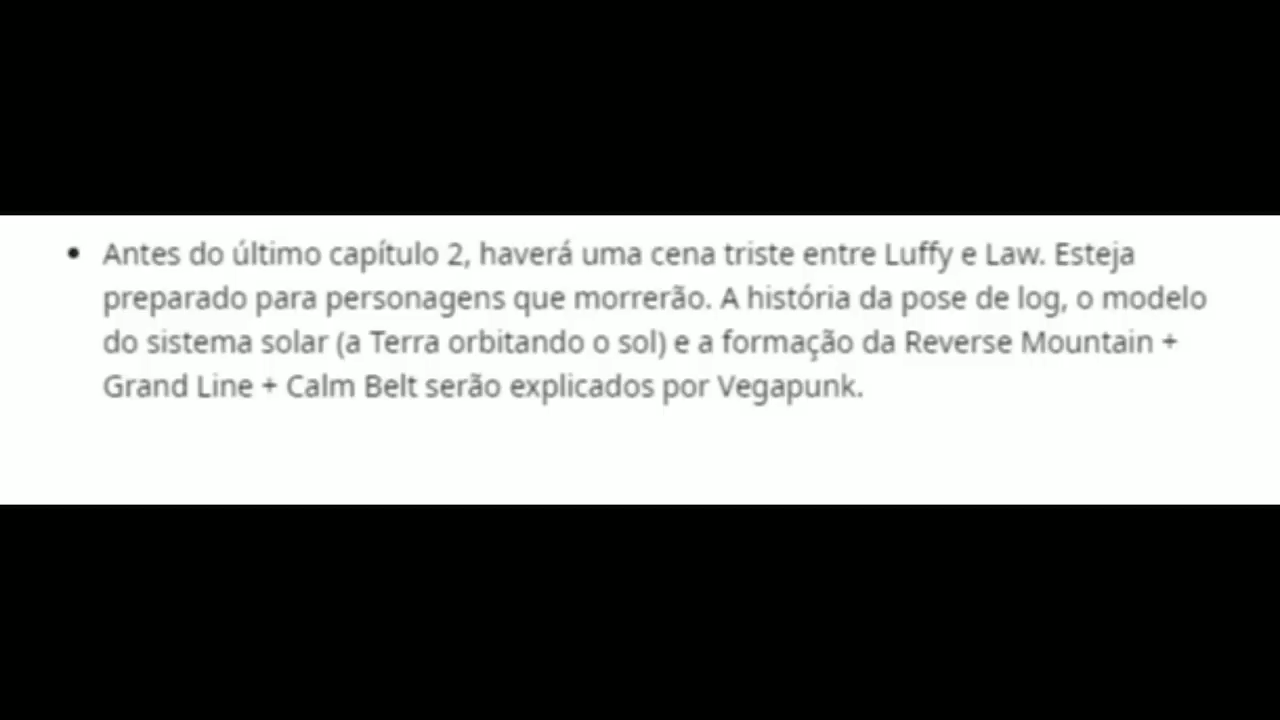 • Antes do último capítulo 2, haverá uma cena triste entre Luffy e Law. Esteja
preparado para personagens que morrerão. A história da pose de log, o modelo
do sistema solar (a Terra orbitando o sol) e a formação da Reverse Mountain +
Grand Line + Calm Belt serão explicados por Vegapunk.